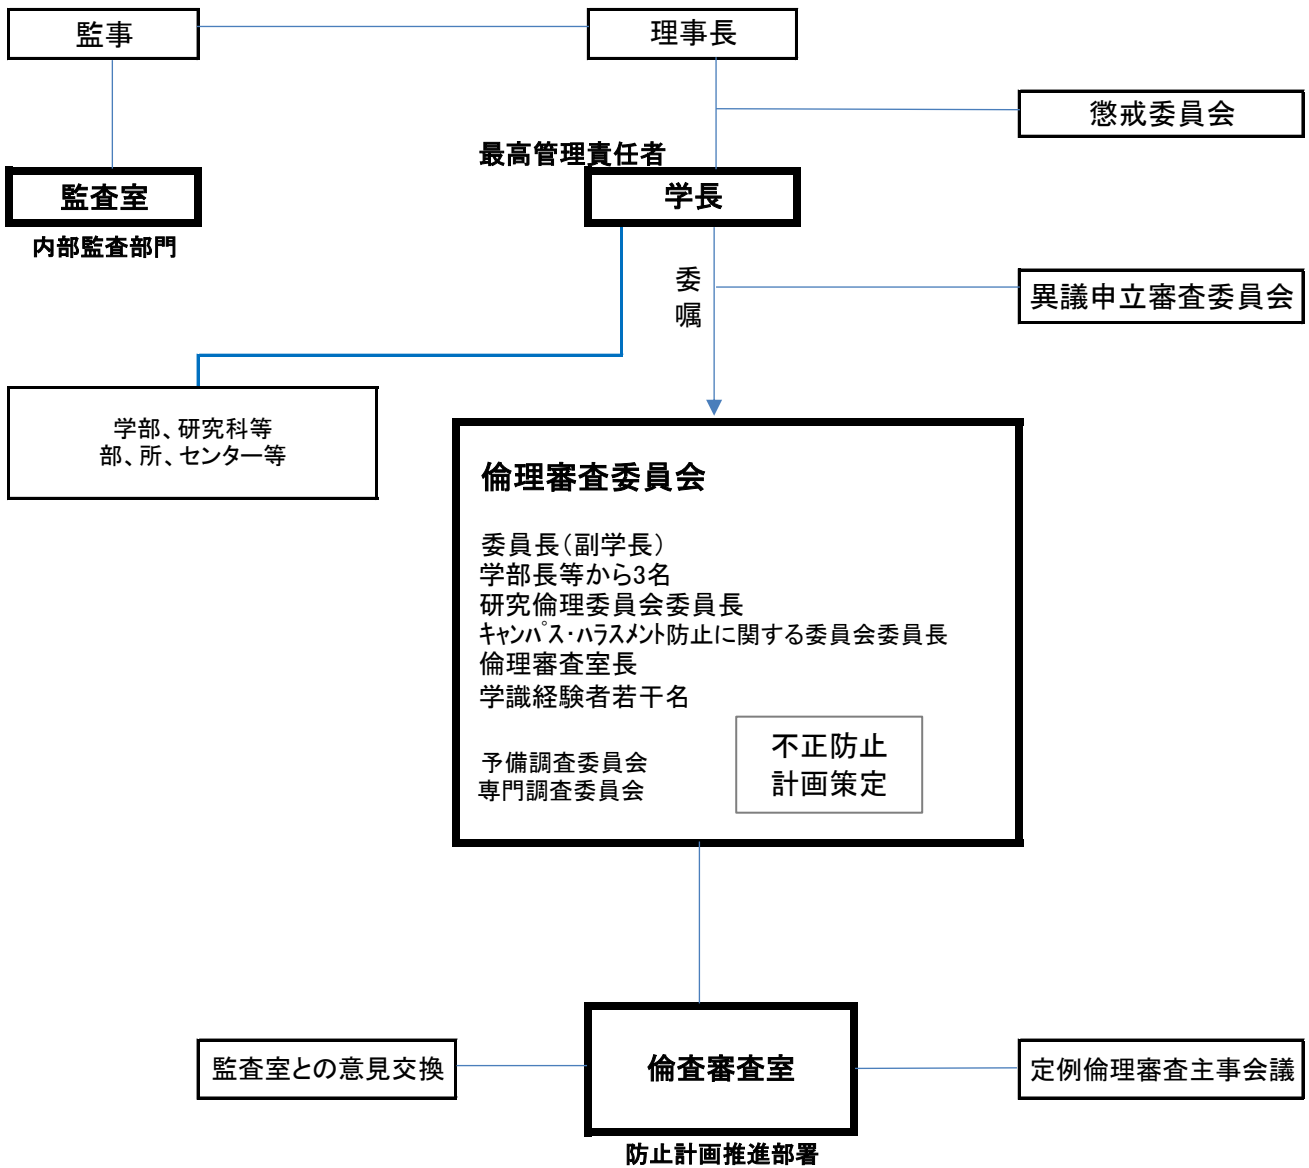 監事
理事長
懲戒委員会
最高管理責任者
監査室
学長
内部監査部門
委
嘱
異議申立審査委員会
学部、研究科等
部、所、センター等
倫理審査委員会
委員長（副学長）
学部長等から3名
研究倫理委員会委員長
ｷｬﾝﾊﾟｽ･ﾊﾗｽﾒﾝﾄ防止に関する委員会委員長
倫理審査室長
学識経験者若干名
予備調査委員会
専門調査委員会
不正防止
計画策定
監査室との意見交換
倫査審査室
定例倫理審査主事会議
防止計画推進部署